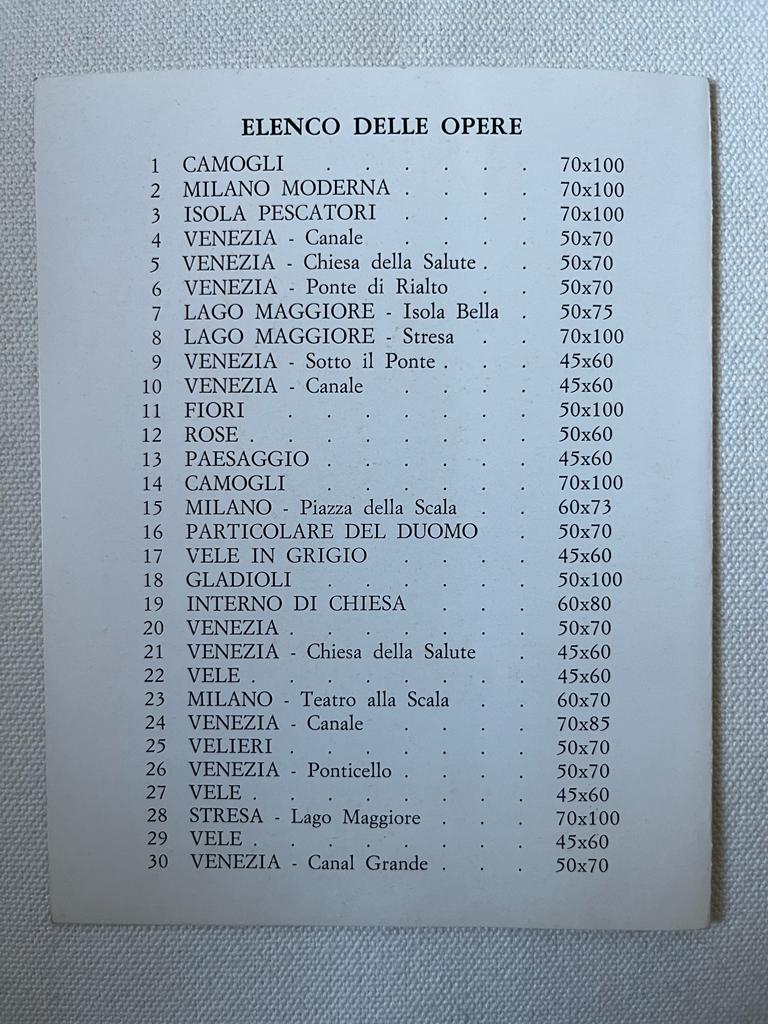 ELENCO DELLE OPERE
1 CAMOGLI . . . . . . 70x100
2 MILANO MODERNA . . . . 70x100
3 ISOLA PESCATORI . . . . 70x100
4 VENEZIA - Canale . . . . 50x70
5 VENEZIA - Chiesa della Salute . . 50x70
6 VENEZIA - Ponte di Rialto . . 50x70
7 LAGO MAGGIORE - Isola Bella . 50x75
8 LAGO MAGGIORE - Stresa . . 70x100
9 VENEZIA - Sotto il Ponte . . . 45x60
10 VENEZIA - Canale . . . . 45x60
11 FIORI . . . . . . . 50x100
12 ROSE . . . . . . . . 50x60
13 PAESAGGIO . . . . . . 45x60
14 CAMOGLI . . . . . . 70x100
15 MILANO - Piazza della Scala . . 60x73
16 PARTICOLARE DEL DUOMO . 50x70
17 VELE IN GRIGIO . . . . 45x60
18 GLADIOLI . . . . . . 50x100
19 INTERNO DI CHIESA . . . 60x80
20 VENEZIA . . . . . . . 50x70
21 VENEZIA - Chiesa della Salute . 45x60
22 VELE . . . . . . . . 45x60
23 MILANO - Teatro alla Scala . . 60x70
24 VENEZIA - Canale . . . . 70x85
25 VELIERI . . . . . . . 50x70
26 VENEZIA - Ponticello . . . . 50x70
27 VELE . . . . . . . . 45x60
28 STRESA - Lago Maggiore . . . 70x100
29 VELE . . . . . . . . 45x60
30 VENEZIA - Canal Grande . . . 50x70